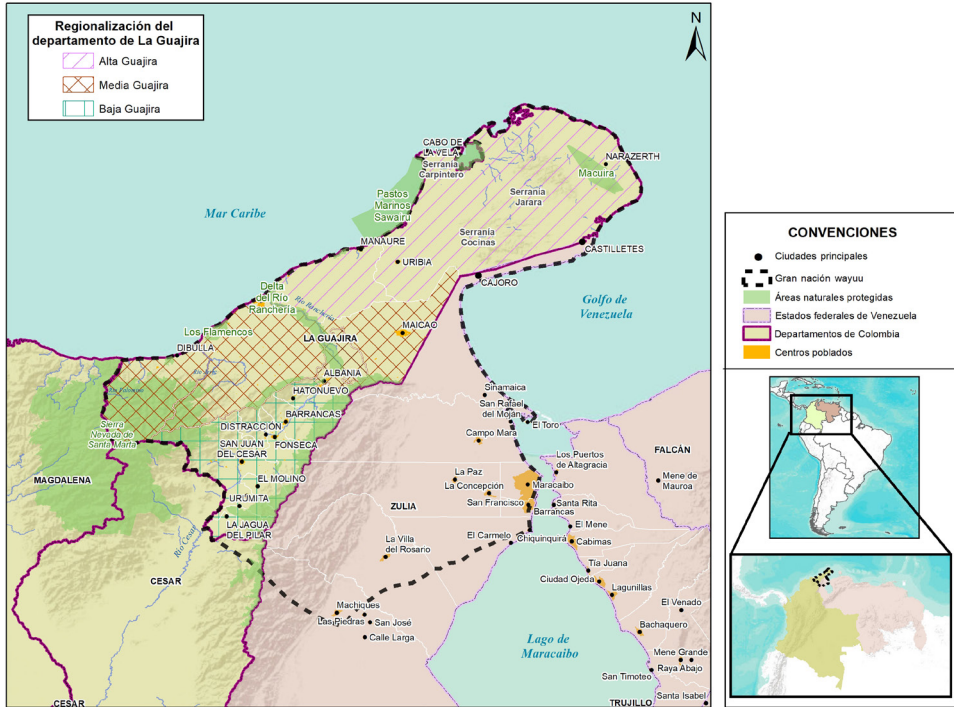 Regionalización del
departamento de La Guajira
Alta Guajira
Media Guajira
Baja Guajira
N
CABO DE
LA VELA
Serranía
Carpintero
NARAZERTH
Macuira
Serranía
Jarara
Pastos
Marinos
Sawairu
Mar Caribe
Serranía
Cocinas
MANAURE
CASTILLETES
URIBIA
CAJORO
Delta
del Río
Ranchería
Río Ranchería
Golfo de
Venezuela
Los Flamencos
MAICAO
LA GUAJIRA
DIBULLA
ALBANIA
HATONUEVO
Sinamaica
San Rafael
del Moján
BARRANCAS
El Toro
Sierra
Nevada de
Santa Marta
DISTRACCIÓN
FONSECA
Campo Mara
SAN JUAN
DEL CESAR
Los Puertos
de Altagracia
FALCÀN
MAGDALENA
EL MOLINO
La Paz
La Concepción
Maracaibo
Mene de
Mauroa
URUMITA
San Francisco
ZULIA
Santa Rita
Barrancas
LA JAGUA
DEL PILAR
El Mene
Río Cesar
La Villa
del Rosario
El Carmelo
Chiquinquirá
Cabimas
CESAR
Tia Juana
Ciudad Ojeda
Lagunillas
Machiques
El Venado
Las Piedras
San José
Bachaquero
Calle Larga
Lago de
Maracaibo
Mene Grande
Raya Abajo
San Timoteo
Santa Isabel
CESAR
TRUJILLO
CONVENCIONES
Ciudades principales
Gran nación wayuu
Áreas naturales protegidas
Estados federales de Venezuela
Departamentos de Colombia
Centros poblados